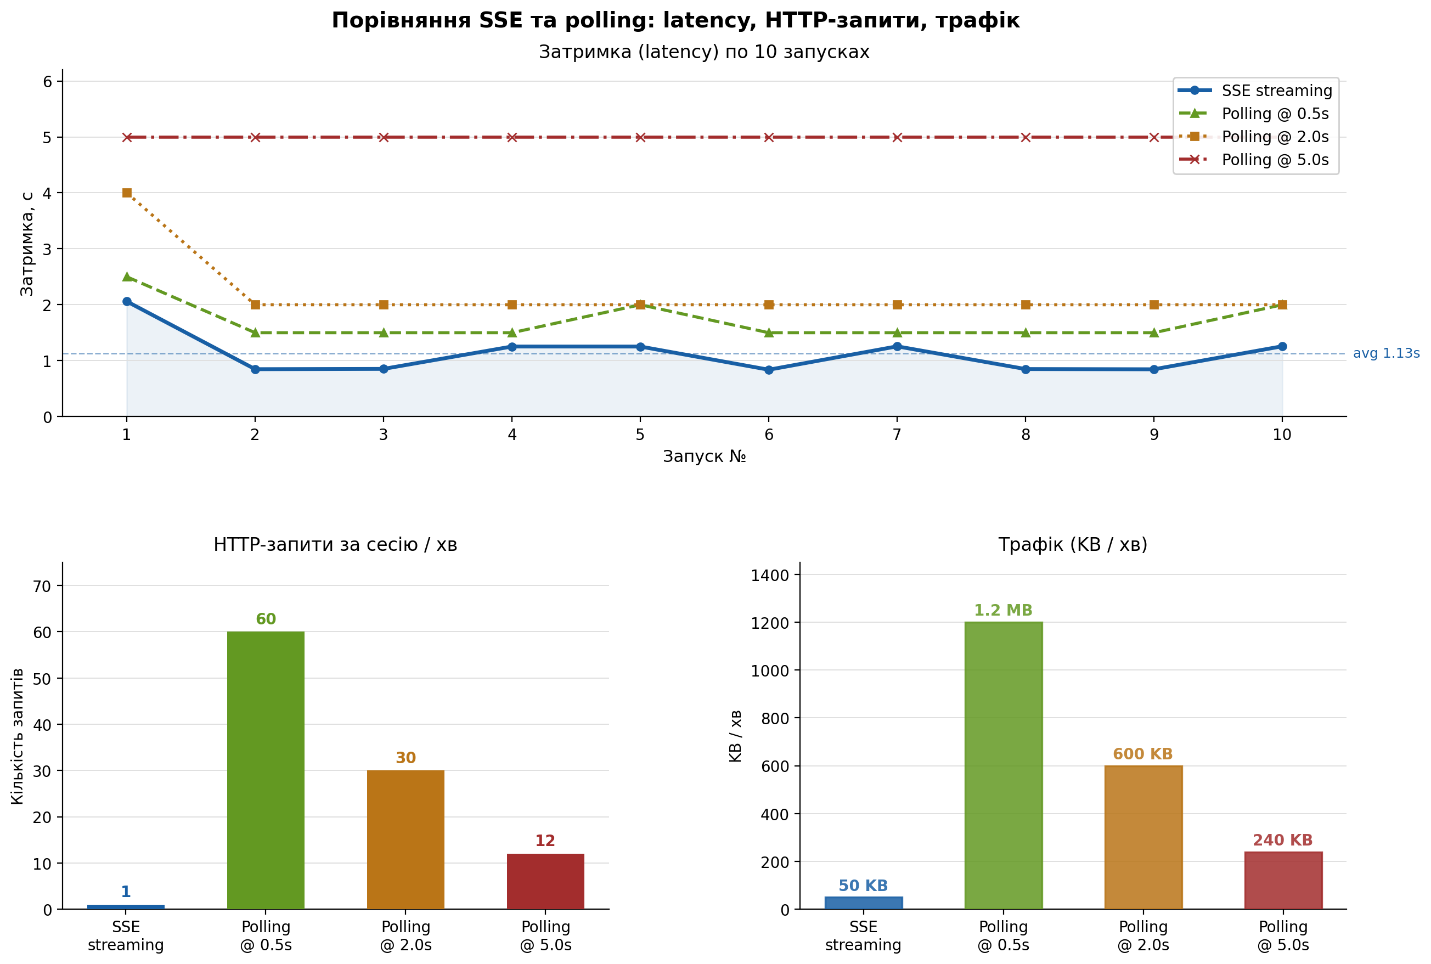 Порівняння SSE та polling: latency, HTTP-запити, трафік
Затримка (latency) по 10 запусках
6
5
4
3
2
1
0
Затримка, с
SSE streaming
Polling @ 0.5s
Polling @ 2.0s
Polling @ 5.0s
avg 1.13s
1 2 3 4 5 6 7 8 9 10
Запуск №
HTTP-запити за сесію / хв
70
60
50
40
30
20
10
0
Кількість запитів
1
60
30
12
SSE streaming
Polling @ 0.5s
Polling @ 2.0s
Polling @ 5.0s
Трафік (KB / хв)
1400
1200
1000
800
600
400
200
0
KB / хв
50 KB
1.2 MB
600 KB
240 KB
SSE streaming
Polling @ 0.5s
Polling @ 2.0s
Polling @ 5.0s